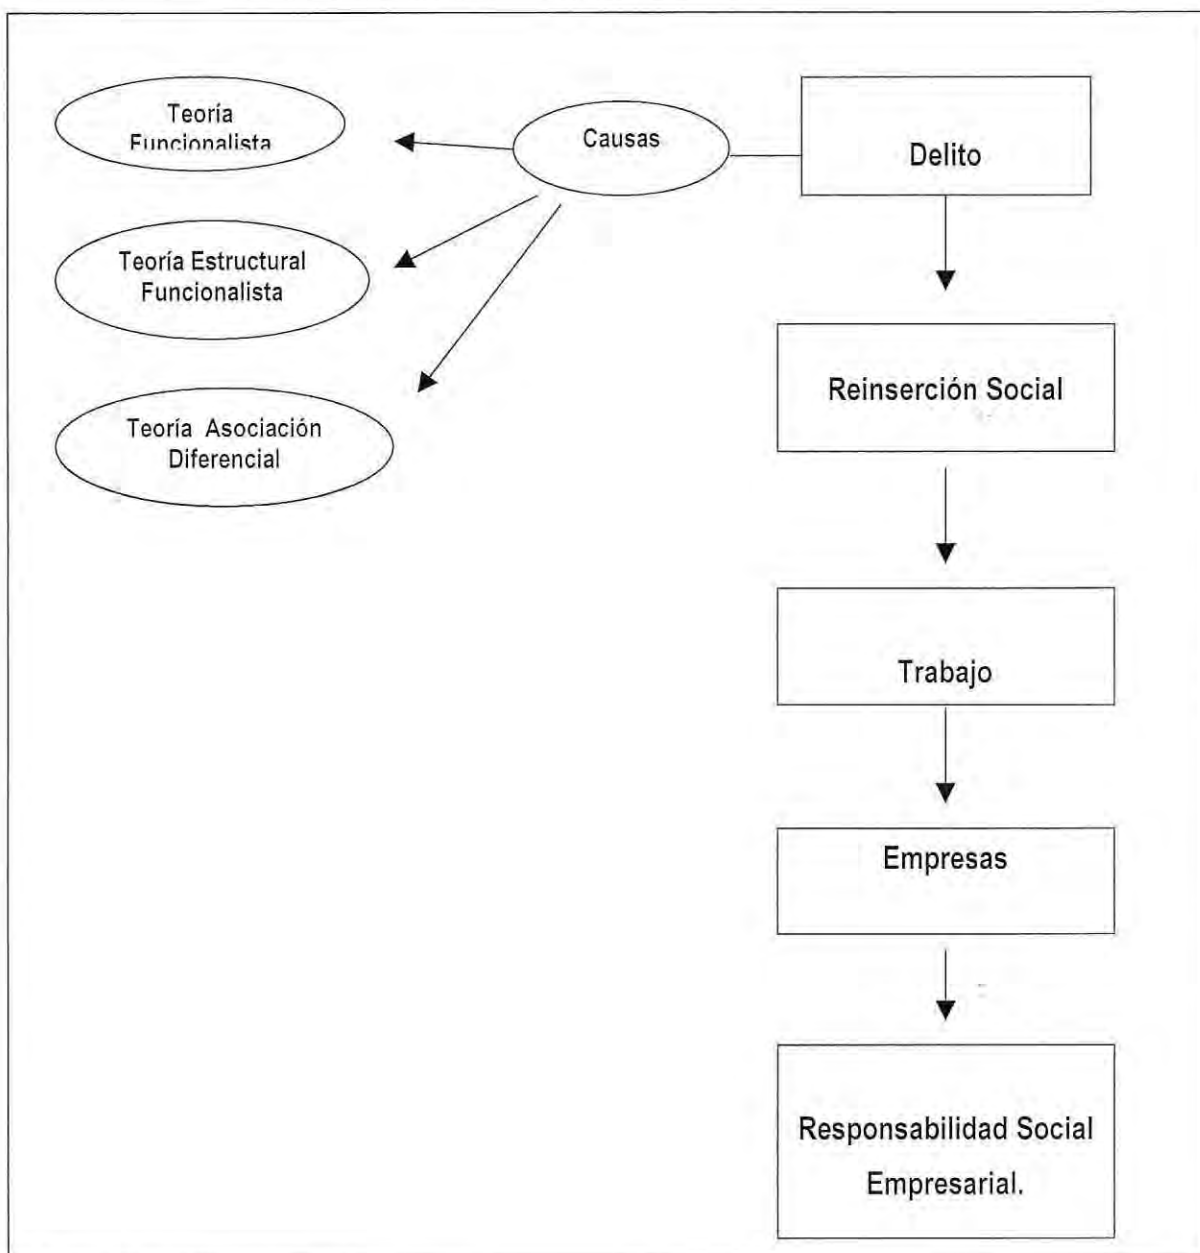 Teoría
Funcionalista
Causas
Delito
Teoría Estructural
Funcionalista
Reinserción Social
Teoría Asociación
Diferencial
Trabajo
Empresas
Responsabilidad Social
Empresarial.